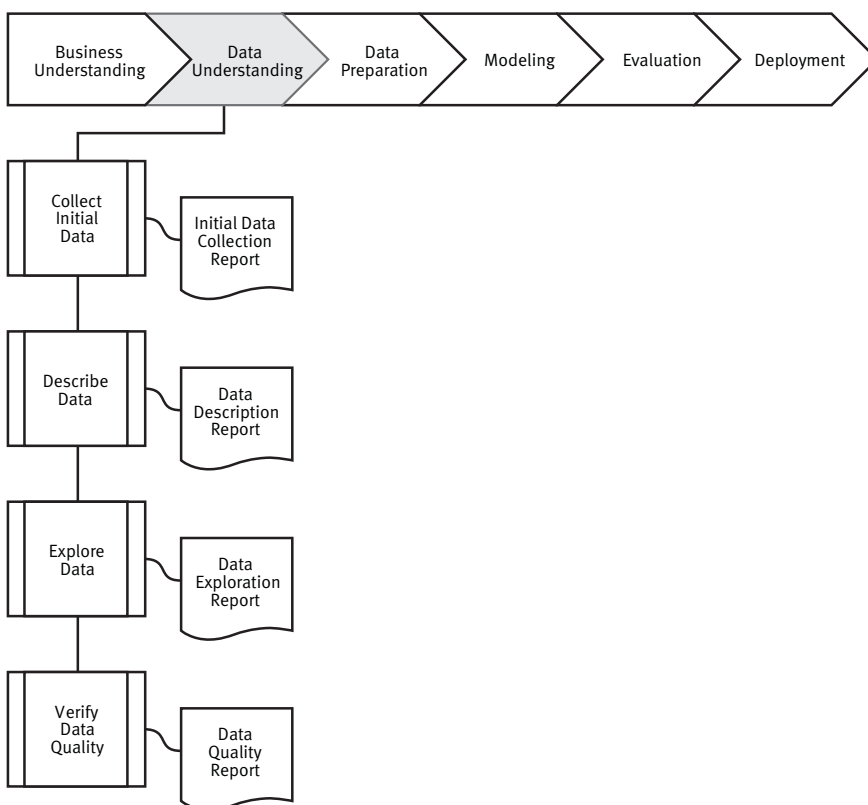 Business
Understanding
Data
Understanding
Data
Preparation
Modeling
Evaluation
Deployment
Collect
Initial
Data
Initial Data
Collection
Report
Describe
Data
Data
Description
Report
Explore
Data
Data
Exploration
Report
Verify
Data
Quality
Data
Quality
Report